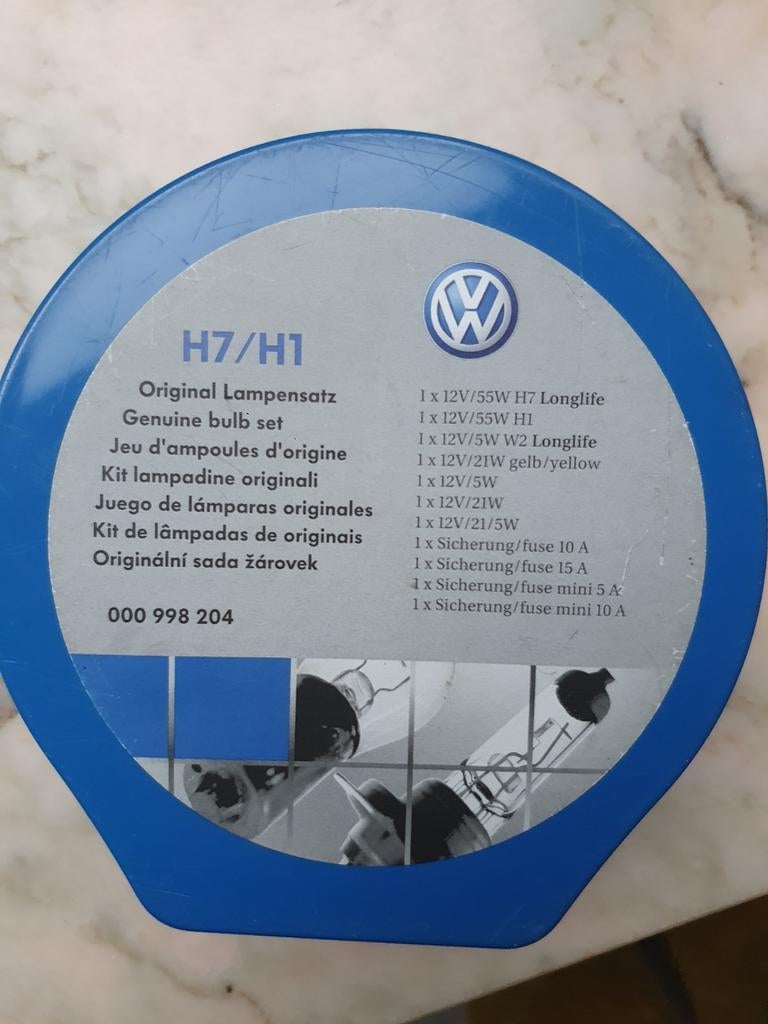 H7/H1
Original Lampensatz
Genuine bulb set
Jeu d'ampoules d'origine
Kit lampadine originali
Juego de lámparas originales
Kit de lâmpadas de originais
Originální sada žárovek
000 998 204
VW
1 x 12V/55W H7 Longlife
1 x 12V/55W H1
1 x 12V/5W W2 Longlife
1 x 12V/21W gelb/yellow
1 x 12V/5W
1 x 12V/21W
1 x 12V/21/5W
1 x Sicherung/fuse 10 A
1 x Sicherung/fuse 15 A
1 x Sicherung/fuse mini 5 A
1 x Sicherung/fuse mini 10 A